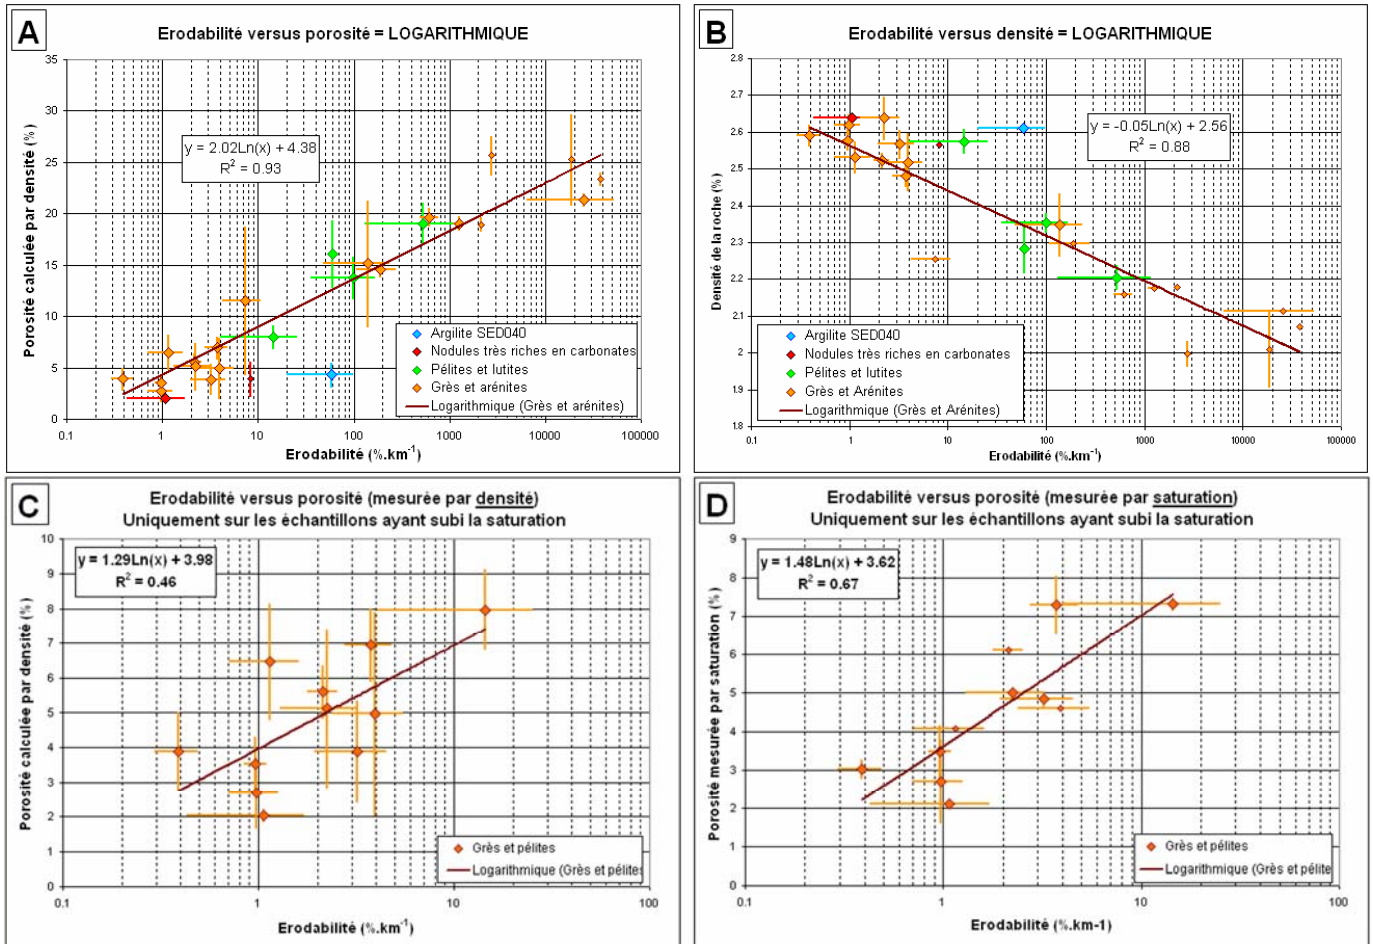 A
Erodabilité versus porosité = LOGARITHMIQUE
Porosité calculée par densité (%)
35
30
25
20
15
10
5
0
y = 2.02Ln(x) + 4.38
R² = 0.93
Argilite SED040
Nodules très riches en carbonates
Pélites et lutites
Grès et arénites
Logarithmique (Grès et arénites)
0.1 1 10 100 1000 10000 100000
Erodabilité (%.km⁻¹)
B
Erodabilité versus densité = LOGARITHMIQUE
Densité de la roche (%)
2.8
2.7
2.6
2.5
2.4
2.3
2.2
2.1
2
1.9
1.8
y = -0.05Ln(x) + 2.56
R² = 0.88
Argilite SED040
Nodules très riches en carbonates
Pélites et lutites
Grès et Arénites
Logarithmique (Grès et Arénites)
0.1 1 10 100 1000 10000 100000
Erodabilité (%.km⁻¹)
C
Erodabilité versus porosité (mesurée par densité)
Uniquement sur les échantillons ayant subi la saturation
Porosité calculée par densité (%)
10
9
8
7
6
5
4
3
2
1
0
y = 1.29Ln(x) + 3.98
R² = 0.46
Grès et pélites
Logarithmique (Grès et pélites
0.1 1 10 100
Erodabilité (%.km⁻¹)
D
Erodabilité versus porosité (mesurée par saturation)
Uniquement sur les échantillons ayant subi la saturation
Porosité mesurée par saturation (%)
9
8
7
6
5
4
3
2
1
0
y = 1.48Ln(x) + 3.62
R² = 0.67
Grès et pélites
Logarithmique (Grès et pélite
0.1 1 10 100
Erodabilité (%.km-1)